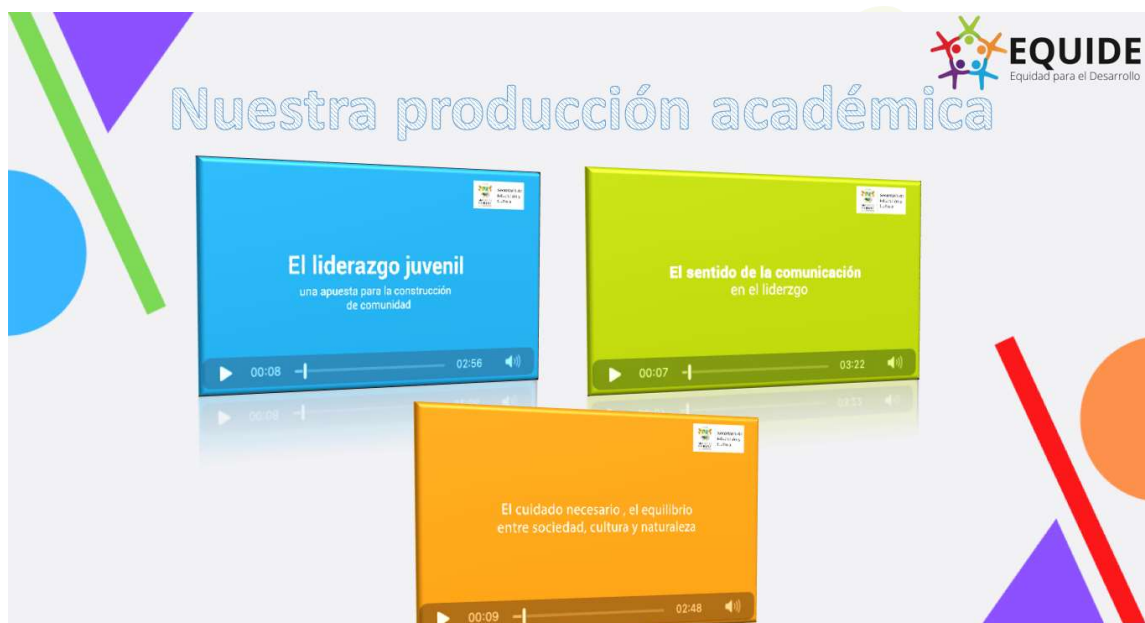 EQUIDE
Equidad para el Desarrollo
Nuestra producción académica
El liderazgo juvenil
una apuesta para la construcción
de comunidad
00:08
02:56
El sentido de la comunicación
en el liderzgo
00:07
03:22
El cuidado necesario , el equilibrio
entre sociedad, cultura y naturaleza
00:09
02:48